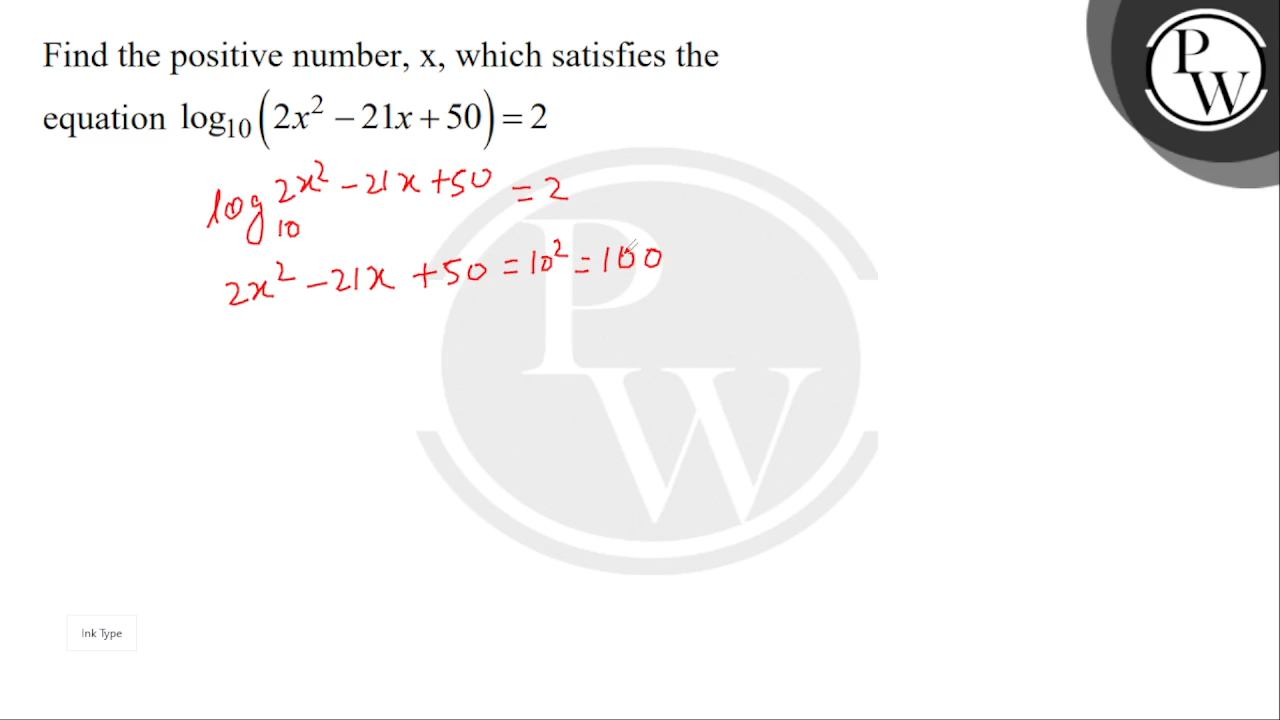 Find the positive number, x, which satisfies the
equation log₁₀(2x² − 21x + 50) = 2
log₁₀ 2x² − 21x + 50 = 2
2x² − 21x + 50 = 10² = 100
PW
PW
Ink Type